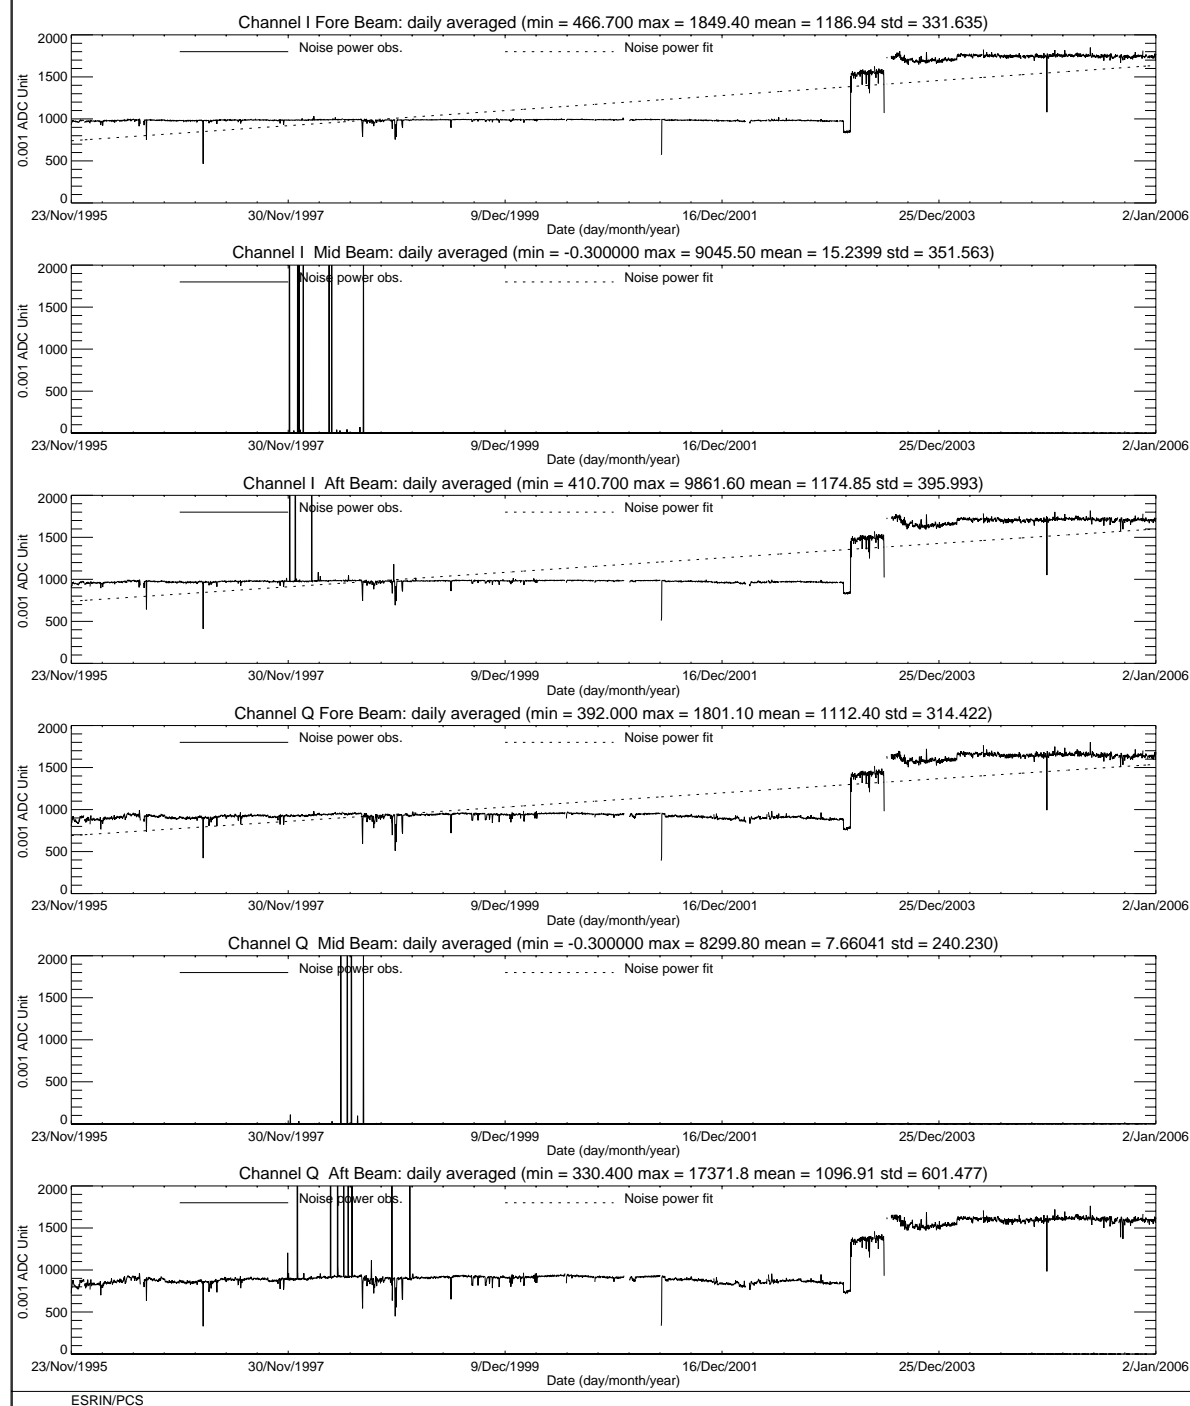 Channel I Fore Beam: daily averaged (min = 466.700 max = 1849.40 mean = 1186.94 std = 331.635)
2000
Noise power obs.
Noise power fit
1500
1000
500
0
0.001 ADC Unit
23/Nov/1995
30/Nov/1997
9/Dec/1999
16/Dec/2001
25/Dec/2003
2/Jan/2006
Date (day/month/year)
Channel I Mid Beam: daily averaged (min = -0.300000 max = 9045.50 mean = 15.2399 std = 351.563)
2000
Noise power obs.
Noise power fit
1500
1000
500
0
0.001 ADC Unit
23/Nov/1995
30/Nov/1997
9/Dec/1999
16/Dec/2001
25/Dec/2003
2/Jan/2006
Date (day/month/year)
Channel I Aft Beam: daily averaged (min = 410.700 max = 9861.60 mean = 1174.85 std = 395.993)
2000
Noise power obs.
Noise power fit
1500
1000
500
0
0.001 ADC Unit
23/Nov/1995
30/Nov/1997
9/Dec/1999
16/Dec/2001
25/Dec/2003
2/Jan/2006
Date (day/month/year)
Channel Q Fore Beam: daily averaged (min = 392.000 max = 1801.10 mean = 1112.40 std = 314.422)
2000
Noise power obs.
Noise power fit
1500
1000
500
0
0.001 ADC Unit
23/Nov/1995
30/Nov/1997
9/Dec/1999
16/Dec/2001
25/Dec/2003
2/Jan/2006
Date (day/month/year)
Channel Q Mid Beam: daily averaged (min = -0.300000 max = 8299.80 mean = 7.66041 std = 240.230)
2000
Noise power obs.
Noise power fit
1500
1000
500
0
0.001 ADC Unit
23/Nov/1995
30/Nov/1997
9/Dec/1999
16/Dec/2001
25/Dec/2003
2/Jan/2006
Date (day/month/year)
Channel Q Aft Beam: daily averaged (min = 330.400 max = 17371.8 mean = 1096.91 std = 601.477)
2000
Noise power obs.
Noise power fit
1500
1000
500
0
0.001 ADC Unit
23/Nov/1995
30/Nov/1997
9/Dec/1999
16/Dec/2001
25/Dec/2003
2/Jan/2006
Date (day/month/year)
ESRIN/PCS